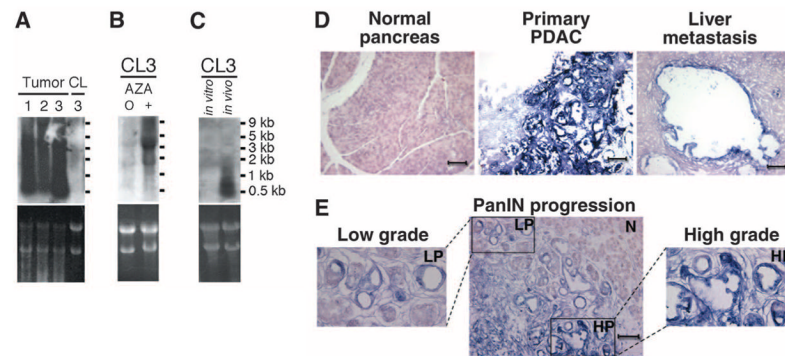 A
Tumor CL
1 2 3 3
B
CL3
AZA
O +
C
CL3
in vitro
in vivo
9 kb
5 kb
3 kb
2 kb
1 kb
0.5 kb
D
Normal pancreas
Primary PDAC
Liver metastasis
E
PanIN progression
Low grade
LP
LP
N
HP
High grade